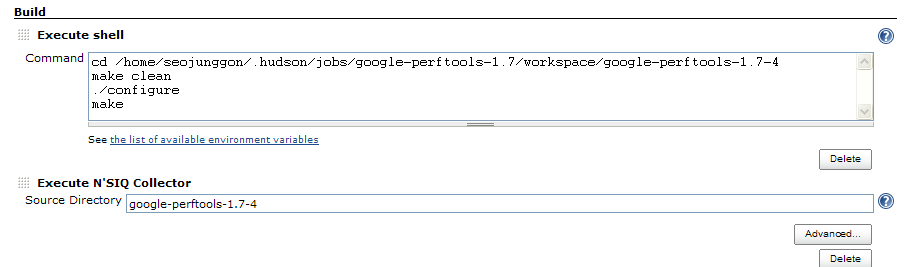 Build
Execute shell
Command
cd /home/seojunggon/.hudson/jobs/google-perftools-1.7/workspace/google-perftools-1.7-4
make clean
./configure
make
See the list of available environment variables
Delete
Execute N'SIQ Collector
Source Directory google-perftools-1.7-4
Advanced...
Delete